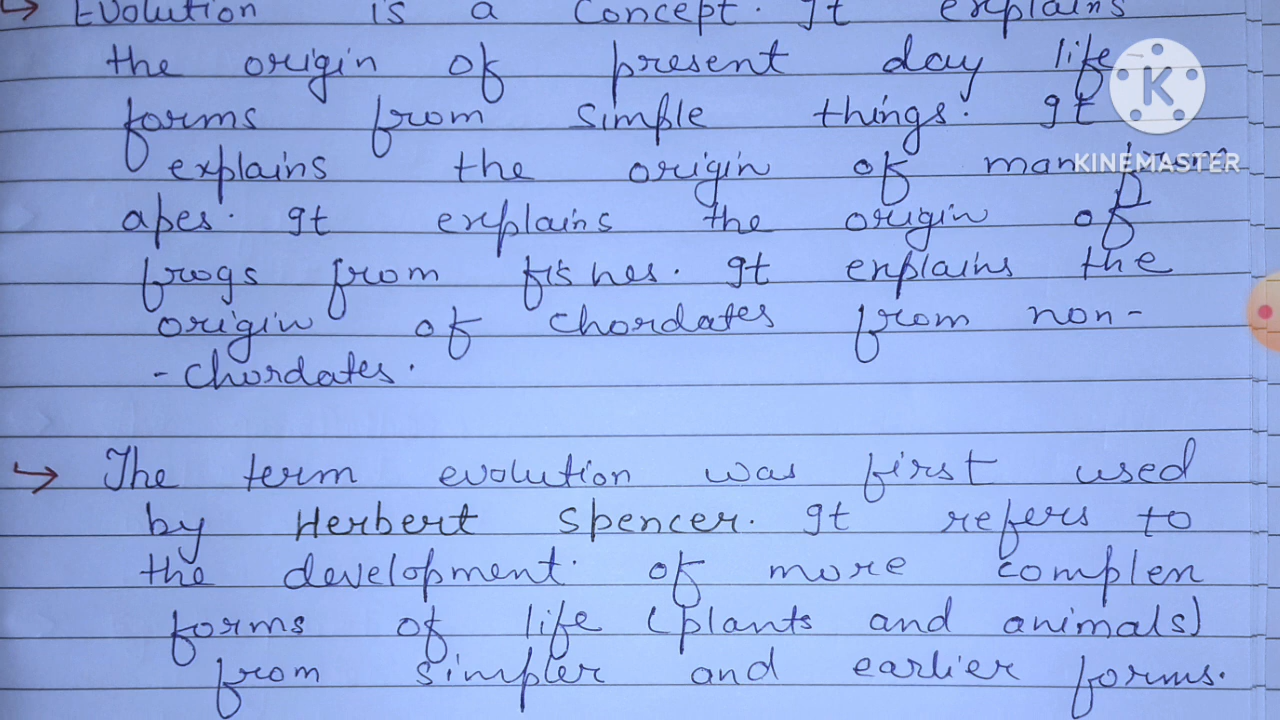 ↳ Evolution is a concept. It explains
the origin of present day life
forms from simple things. It
explains the origin of man from
apes. It explains the origin of
frogs from fishes. It explains the
origin of chordates from non-
-chordates.
↳ The term evolution was first used
by Herbert Spencer. It refers to
the development of more complex
forms of life (plants and animals)
from simpler and earlier forms.
K
KINEMASTER